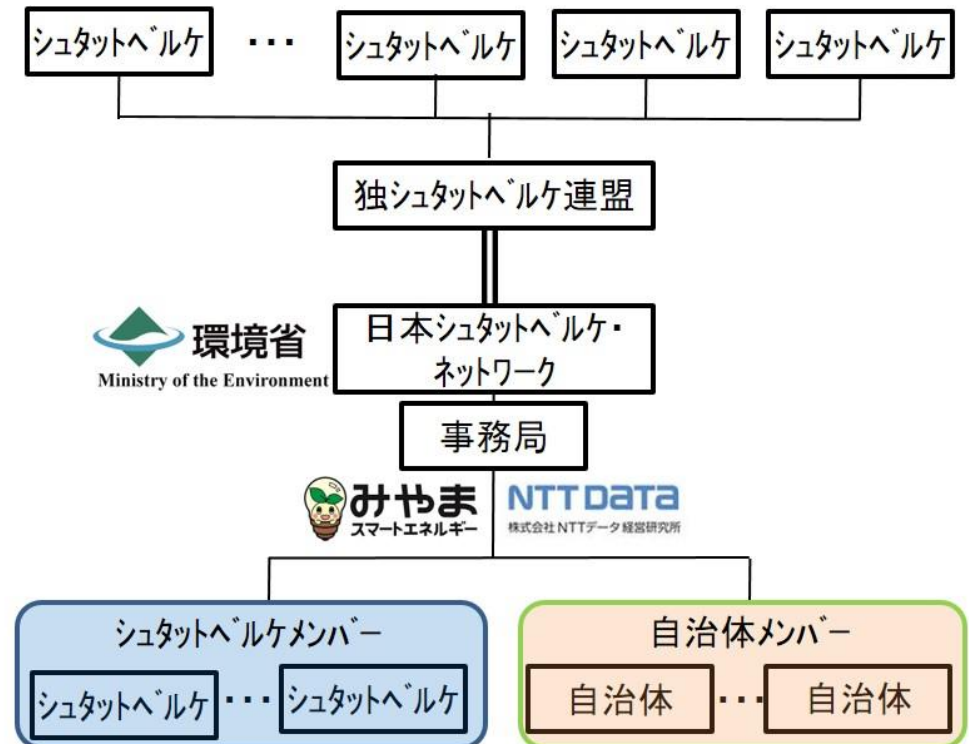 シュタットベルケ ・・・ シュタットベルケ シュタットベルケ シュタットベルケ
独シュタットベルケ連盟
環境省
Ministry of the Environment
日本シュタットベルケ・
ネットワーク
事務局
みやま
スマートエネルギー
NTT DATA
株式会社NTTデータ経営研究所
シュタットベルケメンバー
シュタットベルケ ・・・ シュタットベルケ
自治体メンバー
自治体 ・・・ 自治体